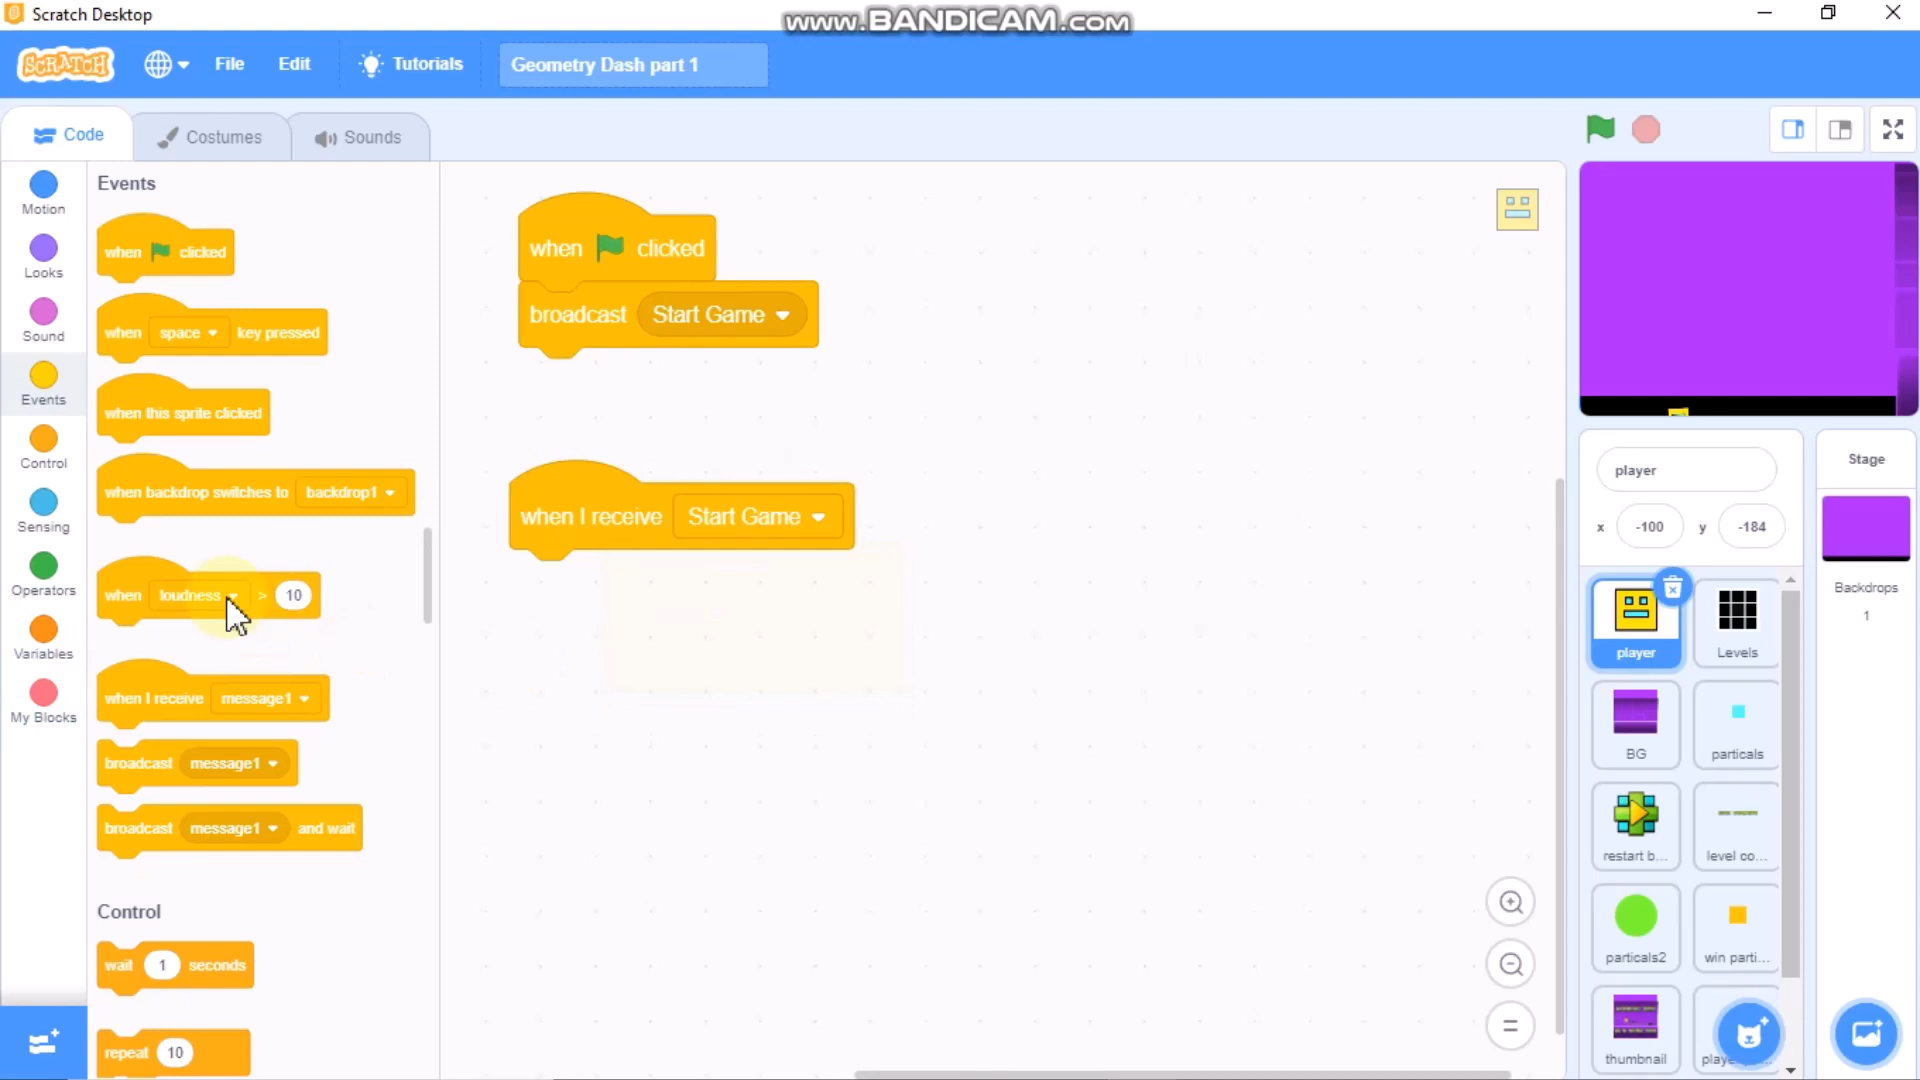 Scratch Desktop
www.BANDICAM.com
SCRATCH
File
Edit
Tutorials
Geometry Dash part 1
Code
Costumes
Sounds
Motion
Looks
Sound
Events
Control
Sensing
Operators
Variables
My Blocks
Events
when clicked
when space key pressed
when this sprite clicked
when backdrop switches to backdrop1
when loudness > 10
when I receive message1
broadcast message1
broadcast message1 and wait
Control
wait 1 seconds
repeat 10
when clicked
broadcast Start Game
when I receive Start Game
player
x -100 y -184
player
Levels
BG
particals
restart b...
level co...
particals2
win parti...
thumbnail
Stage
Backdrops
1